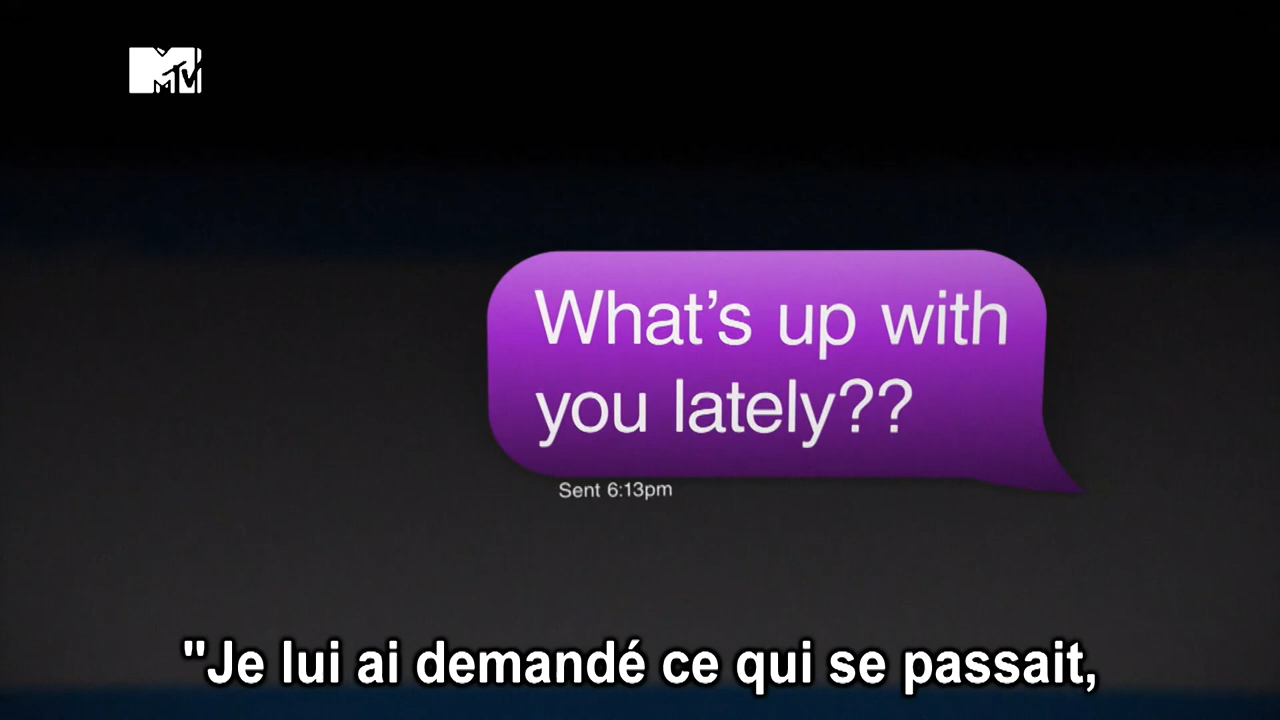 MTV
What's up with
you lately??
Sent 6:13pm
"Je lui ai demandé ce qui se passait,